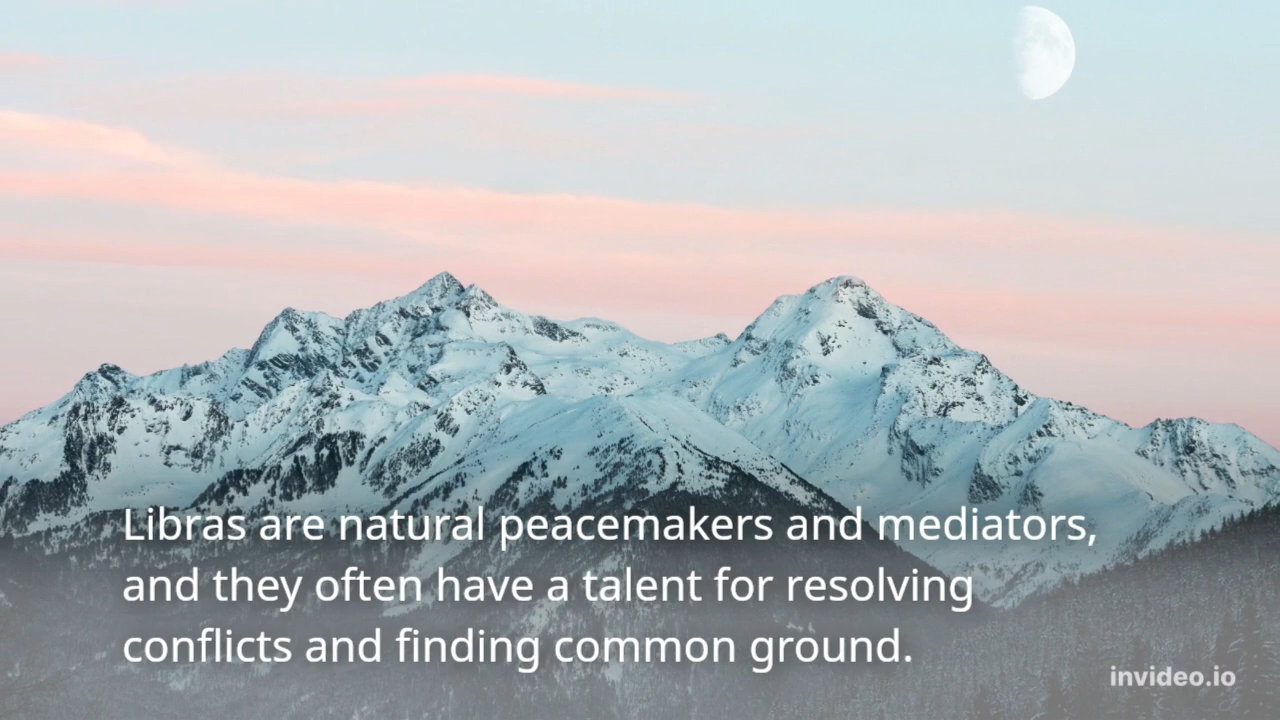 Libras are natural peacemakers and mediators,
and they often have a talent for resolving
conflicts and finding common ground.
invideo.io